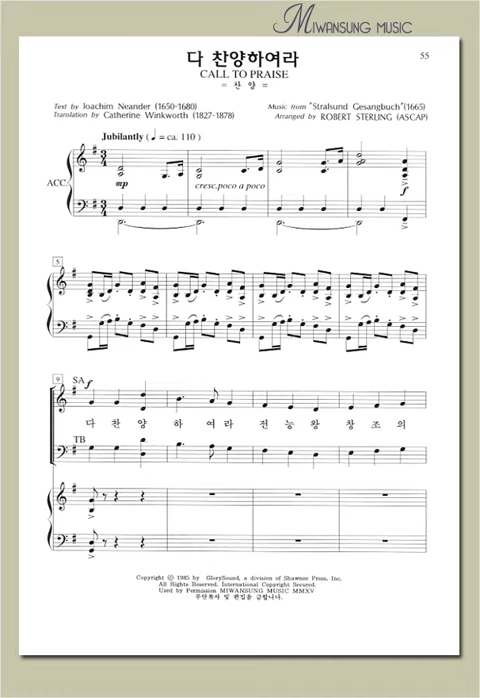 MIWANSUNG MUSIC
다 찬양하여라
55
CALL TO PRAISE
= 찬 양 =
Text by Joachim Neander (1650-1680)
Translation by Catherine Winkworth (1827-1878)
Music from "Stralsund Gesangbuch"(1665)
Arranged by ROBERT STERLING (ASCAP)
Jubilantly ( ♩ = ca. 110 )
ACC.
mp
cresc. poco a poco
f
5
9
SA
f
다 찬 양 하 여 라 전 능 왕 창 조 의
TB
Copyright © 1985 by GlorySound, a division of Shawnee Press, Inc.
All Rights Reserved. International Copyright Secured.
Used by Permission MIWANSUNG MUSIC MMXV
무단복사 및 편집을 금합니다.